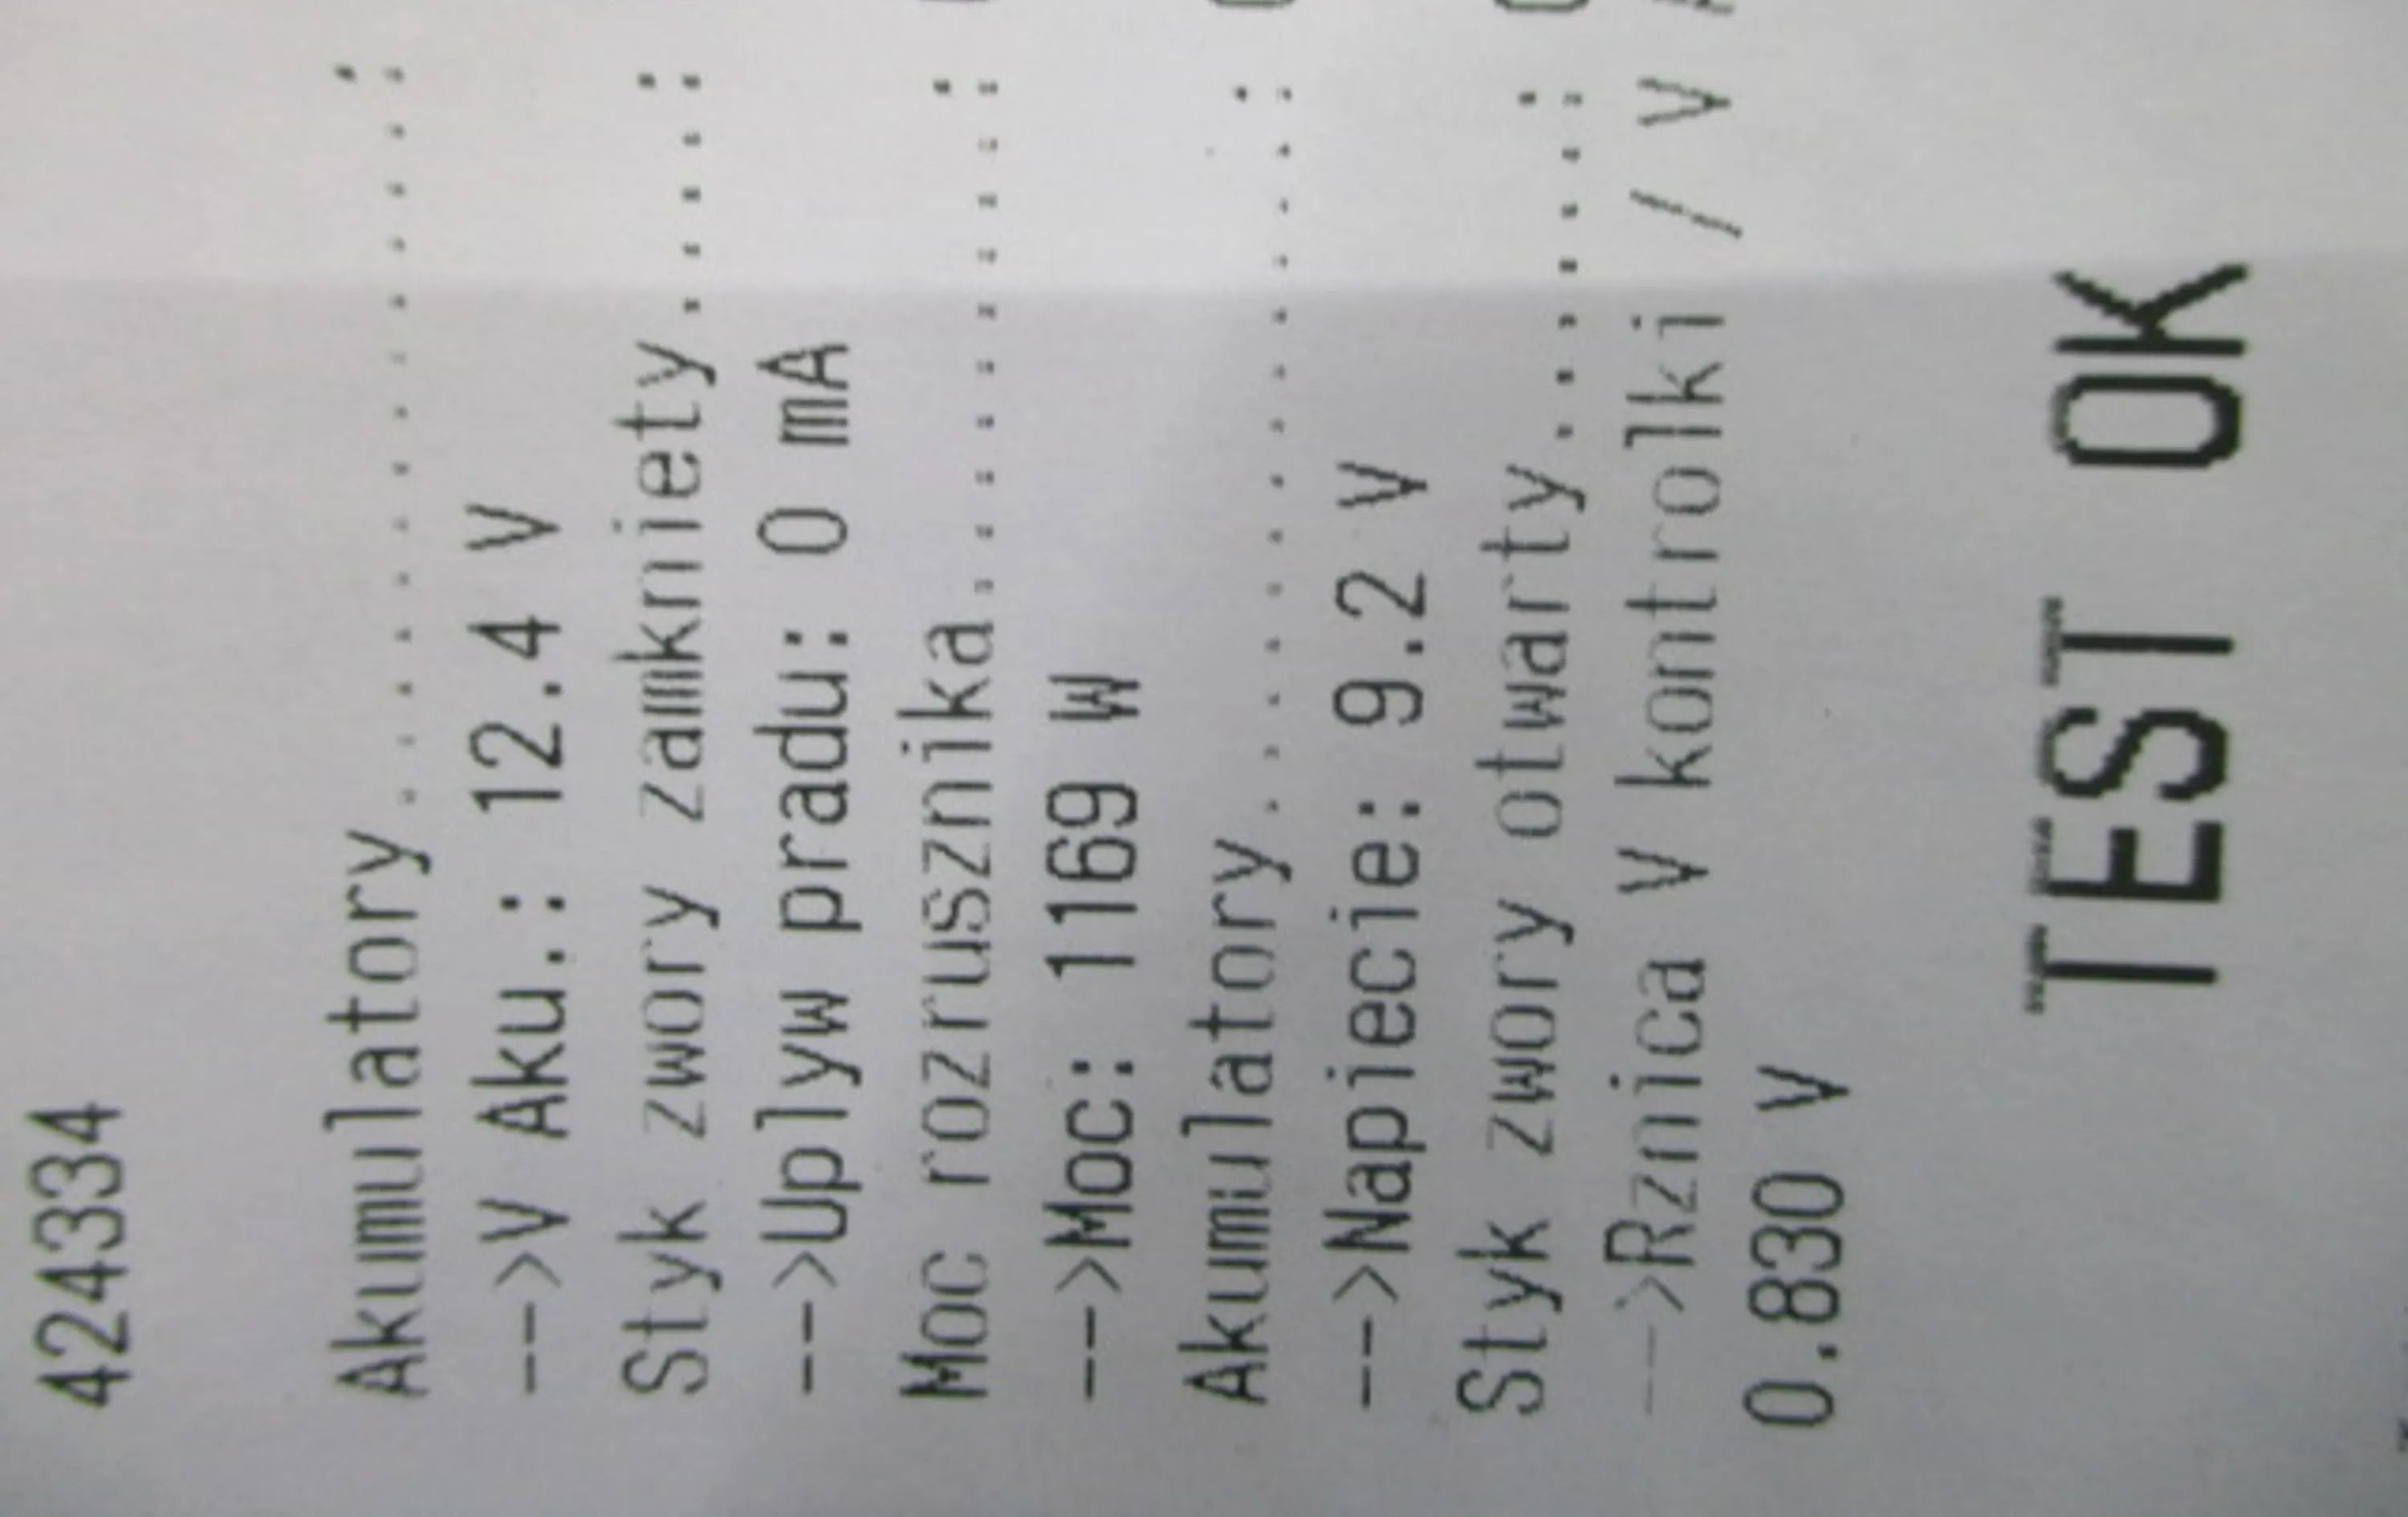 424334
Akumulatory...............:
-->V Aku.: 12.4 V
Styk zwory zamkniety.....:
-->Uplyw pradu: 0 mA
Moc rozrusznika..........:
-->Moc: 1169 W
Akumulatory..............:
-->Napiecie: 9.2 V
Styk zwory otwarty.......:
-->Rznica V kontrolki / V
0.830 V
TEST OK